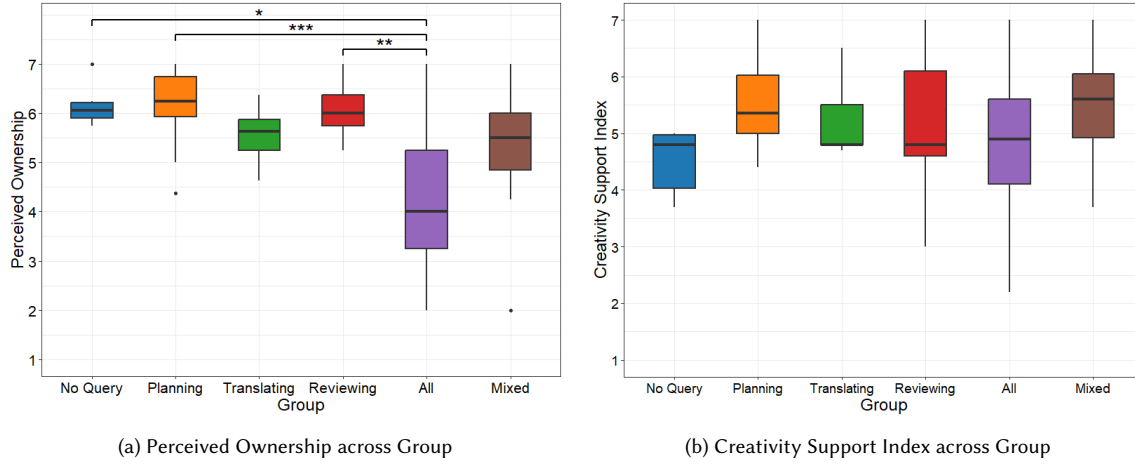 *
***
**
7
6
5
4
3
2
1
Perceived Ownership
No Query Planning Translating Reviewing All Mixed
Group
(a) Perceived Ownership across Group
7
6
5
4
3
2
1
Creativity Support Index
No Query Planning Translating Reviewing All Mixed
Group
(b) Creativity Support Index across Group